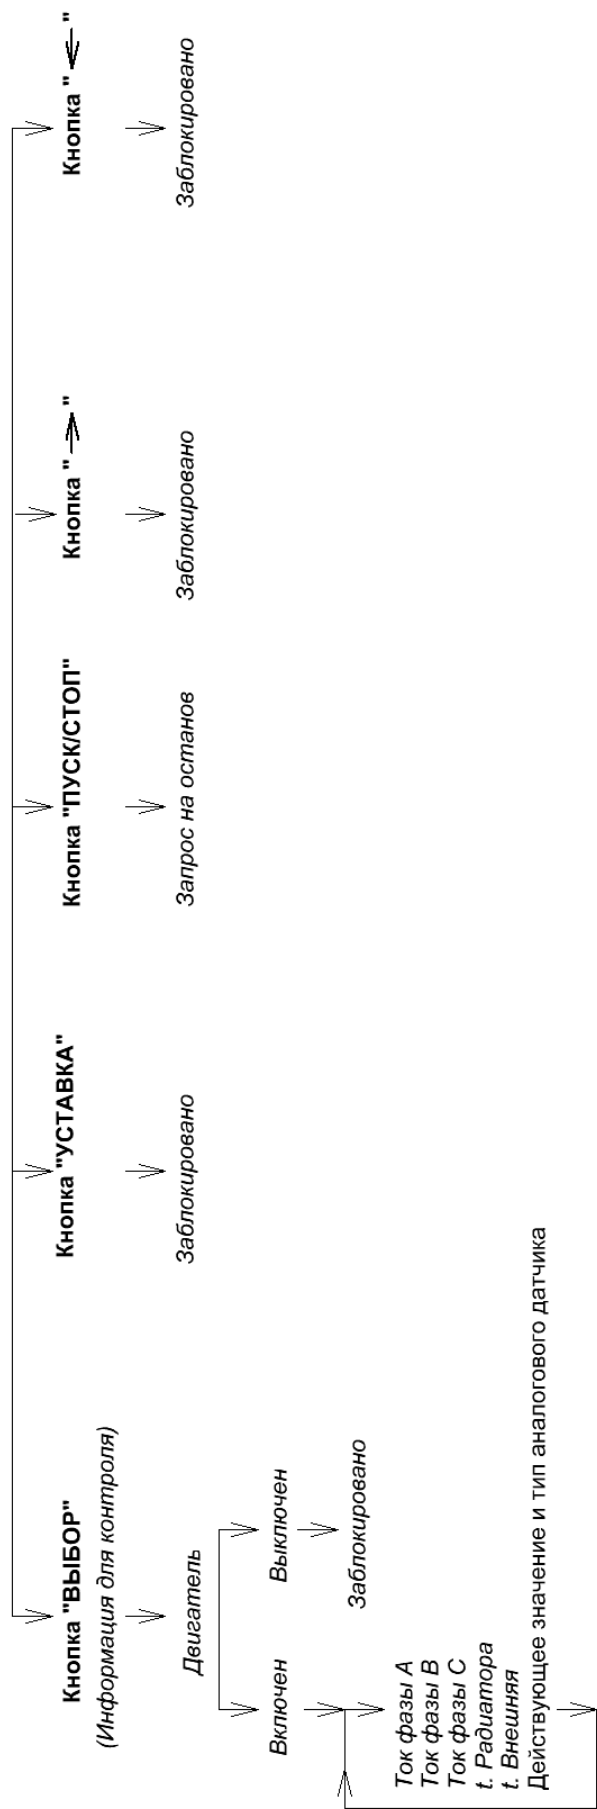 Кнопка "ВЫБОР"
(Информация для контроля)
Двигатель
Включен
Ток фазы А
Ток фазы В
Ток фазы С
t. Радиатора
t. Внешняя
Действующее значение и тип аналогового датчика
Выключен
Заблокировано
Кнопка "УСТАВКА"
Заблокировано
Кнопка "ПУСК/СТОП"
Запрос на останов
Кнопка "→"
Заблокировано
Кнопка "←"
Заблокировано